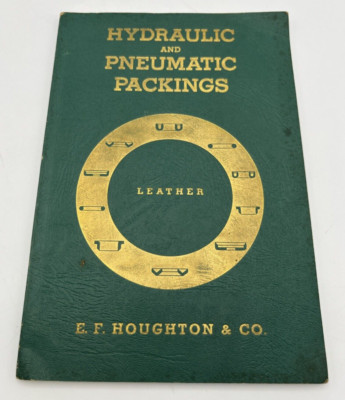 HYDRAULIC
AND
PNEUMATIC
PACKINGS
LEATHER
E. F. HOUGHTON & CO.